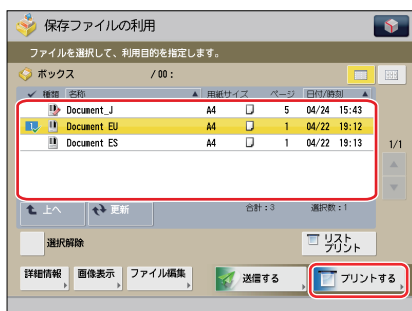 保存ファイルの利用
ファイルを選択して、利用目的を指定します。
ボックス /00:
種類 名称 ▲ 用紙サイズ ページ 日付/時刻 ▲
Document_J A4 5 04/24 15:43
1 Document EU A4 1 04/22 19:12
Document ES A4 1 04/22 19:13
1/1
上へ 更新 合計:3 選択数:1
選択解除 リストプリント
詳細情報 画像表示 ファイル編集 送信する プリントする